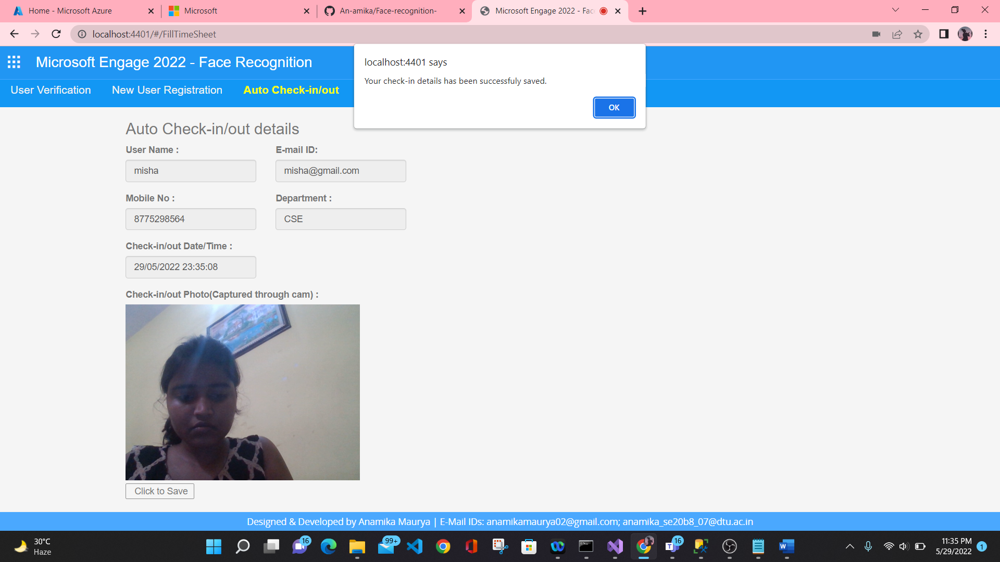 Home - Microsoft Azure
Microsoft
An-amika/Face-recognition-
Microsoft Engage 2022 - Fac
localhost:4401/#/FillTimeSheet
Microsoft Engage 2022 - Face Recognition
localhost:4401 says
Your check-in details has been successfuly saved.
OK
User Verification
New User Registration
Auto Check-in/out
Auto Check-in/out details
User Name :
E-mail ID:
misha
misha@gmail.com
Mobile No :
Department :
8775298564
CSE
Check-in/out Date/Time :
29/05/2022 23:35:08
Check-in/out Photo(Captured through cam) :
Click to Save
Designed & Developed by Anamika Maurya | E-Mail IDs: anamikamaurya02@gmail.com; anamika_se20b8_07@dtu.ac.in
30°C
Haze
16
99+
16
11:35 PM
5/29/2022
1